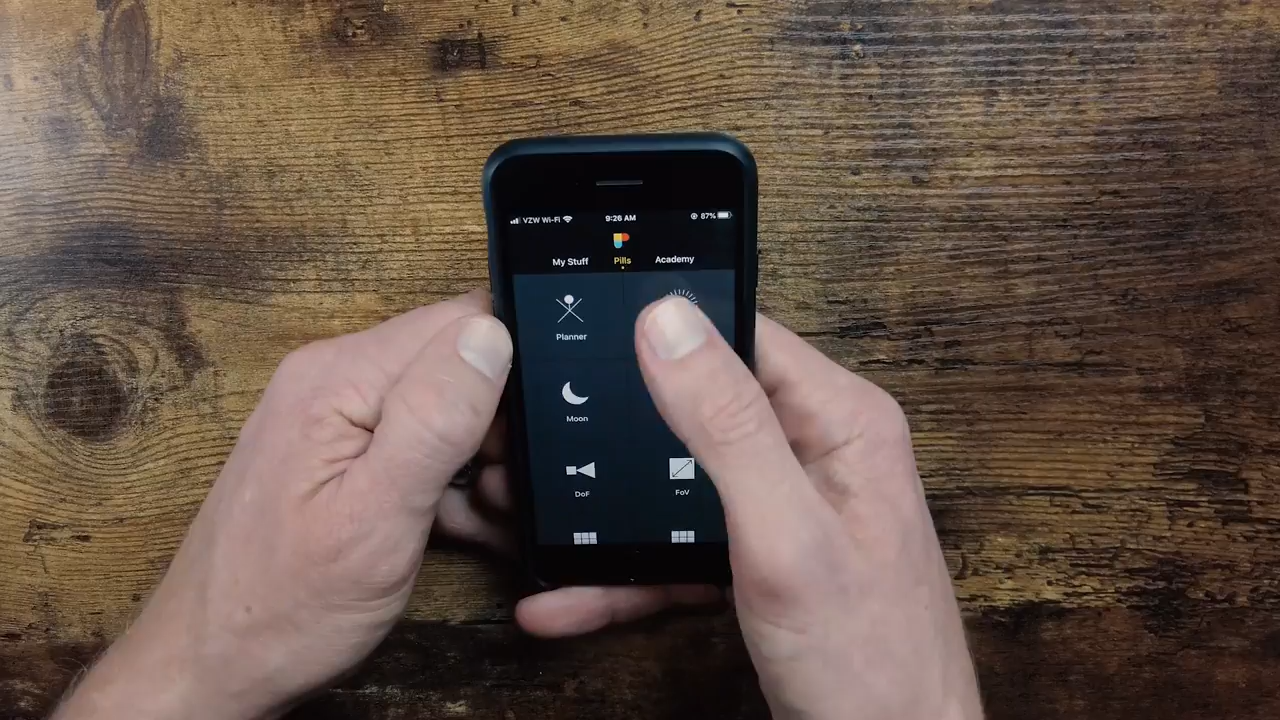 VZW Wi-Fi 9:26 AM 87%
My Stuff Pills Academy
Planner
Moon
DoF FoV